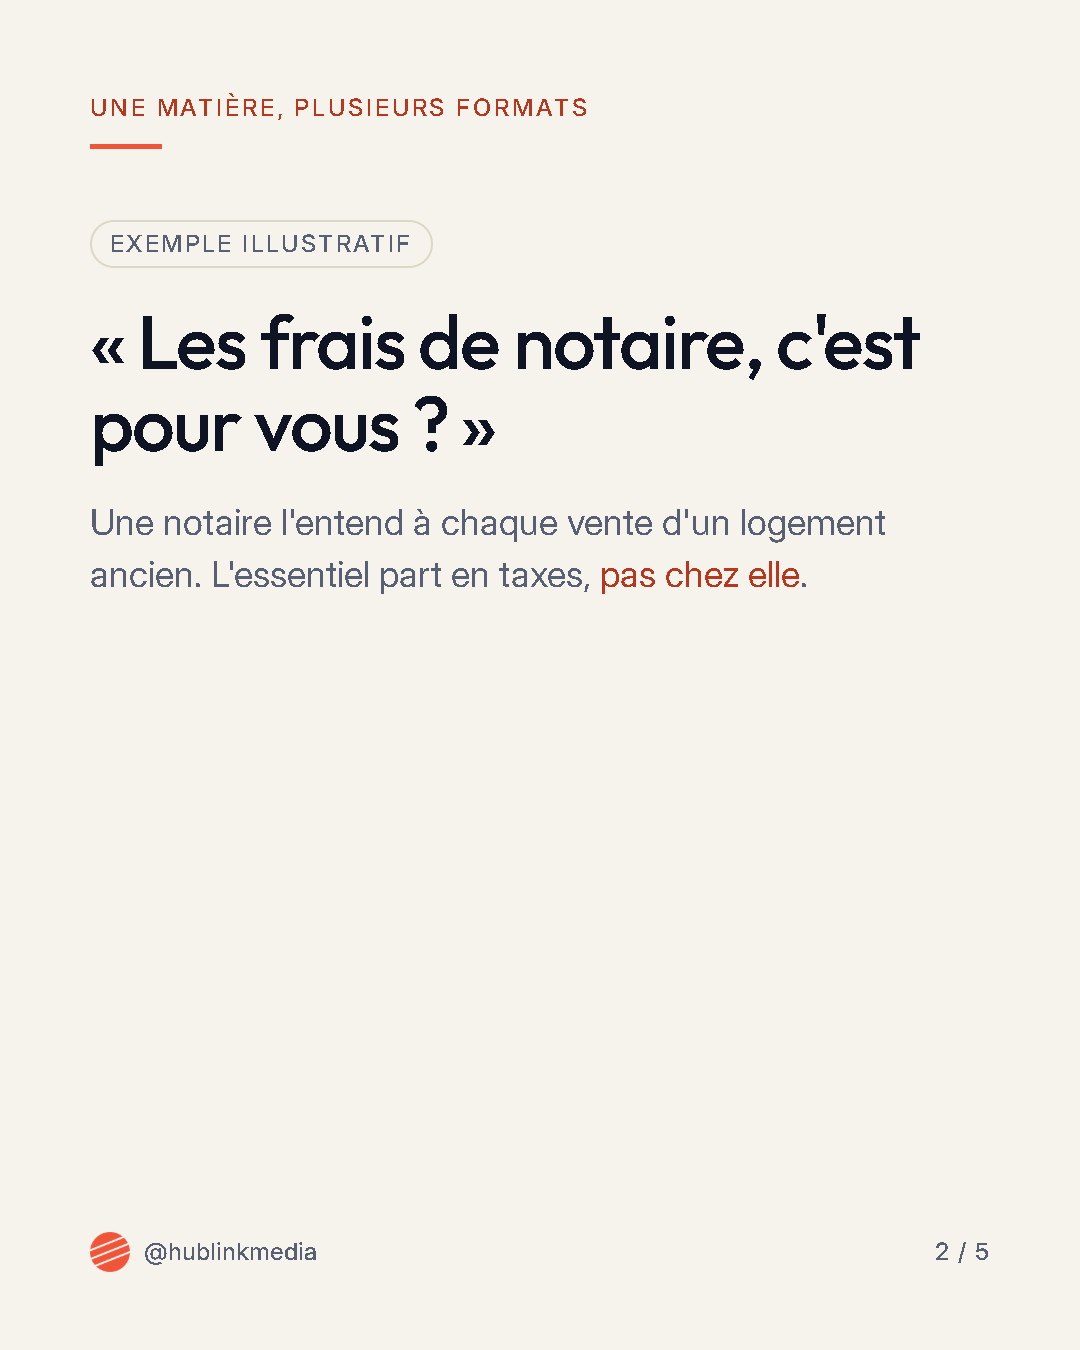 UNE MATIÈRE, PLUSIEURS FORMATS
EXEMPLE ILLUSTRATIF
« Les frais de notaire, c'est
pour vous ? »
Une notaire l'entend à chaque vente d'un logement
ancien. L'essentiel part en taxes, pas chez elle.
@hublinkmedia
2 / 5